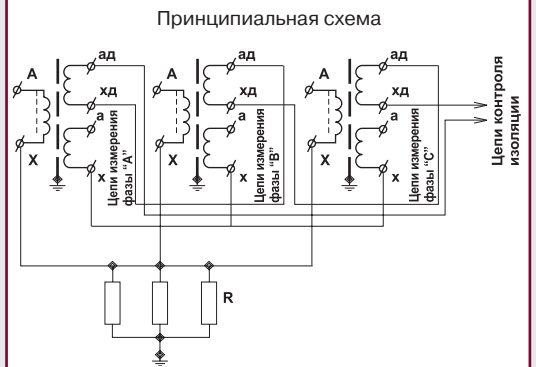 Принципиальная схема
A
X
ад
хд
а
х
Цепи измерения
фазы "А"
A
X
ад
хд
а
х
Цепи измерения
фазы "В"
A
X
ад
хд
а
х
Цепи измерения
фазы "С"
Цепи контроля
изоляции
R